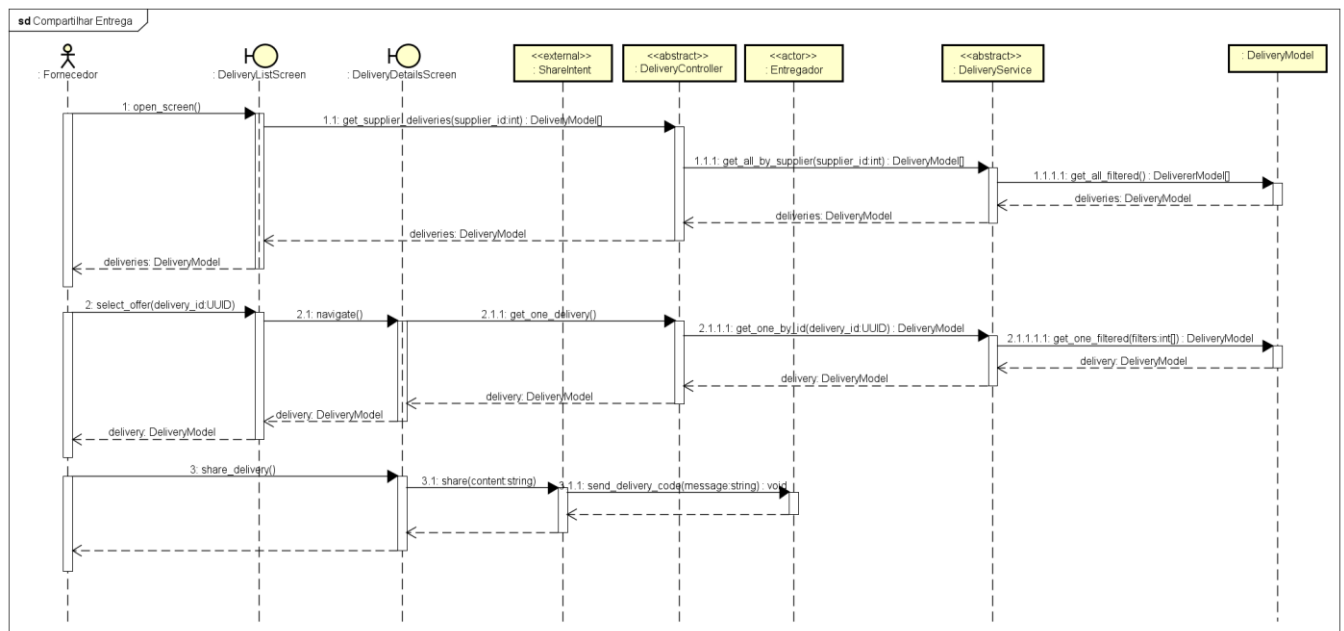 sd Compartilhar Entrega
: Fornecedor
: DeliveryListScreen
: DeliveryDetailsScreen
<<external>>
: ShareIntent
<<abstract>>
: DeliveryController
<<actor>>
: Entregador
<<abstract>>
: DeliveryService
: DeliveryModel
1: open_screen()
1.1: get_supplier_deliveries(supplier_id:int) : DeliveryModel[]
1.1.1: get_all_by_supplier(supplier_id:int) : DeliveryModel[]
1.1.1.1: get_all_filtered() : DelivererModel[]
deliveries: DeliveryModel
deliveries: DeliveryModel
deliveries: DeliveryModel
deliveries: DeliveryModel
2: select_offer(delivery_id:UUID)
2.1: navigate()
2.1.1: get_one_delivery()
2.1.1.1: get_one_by_id(delivery_id:UUID) : DeliveryModel
2.1.1.1.1: get_one_filtered(filters:int[]) : DeliveryModel
delivery: DeliveryModel
delivery: DeliveryModel
delivery: DeliveryModel
delivery: DeliveryModel
delivery: DeliveryModel
3: share_delivery()
3.1: share(content:string)
3.1.1: send_delivery_code(message:string) : void